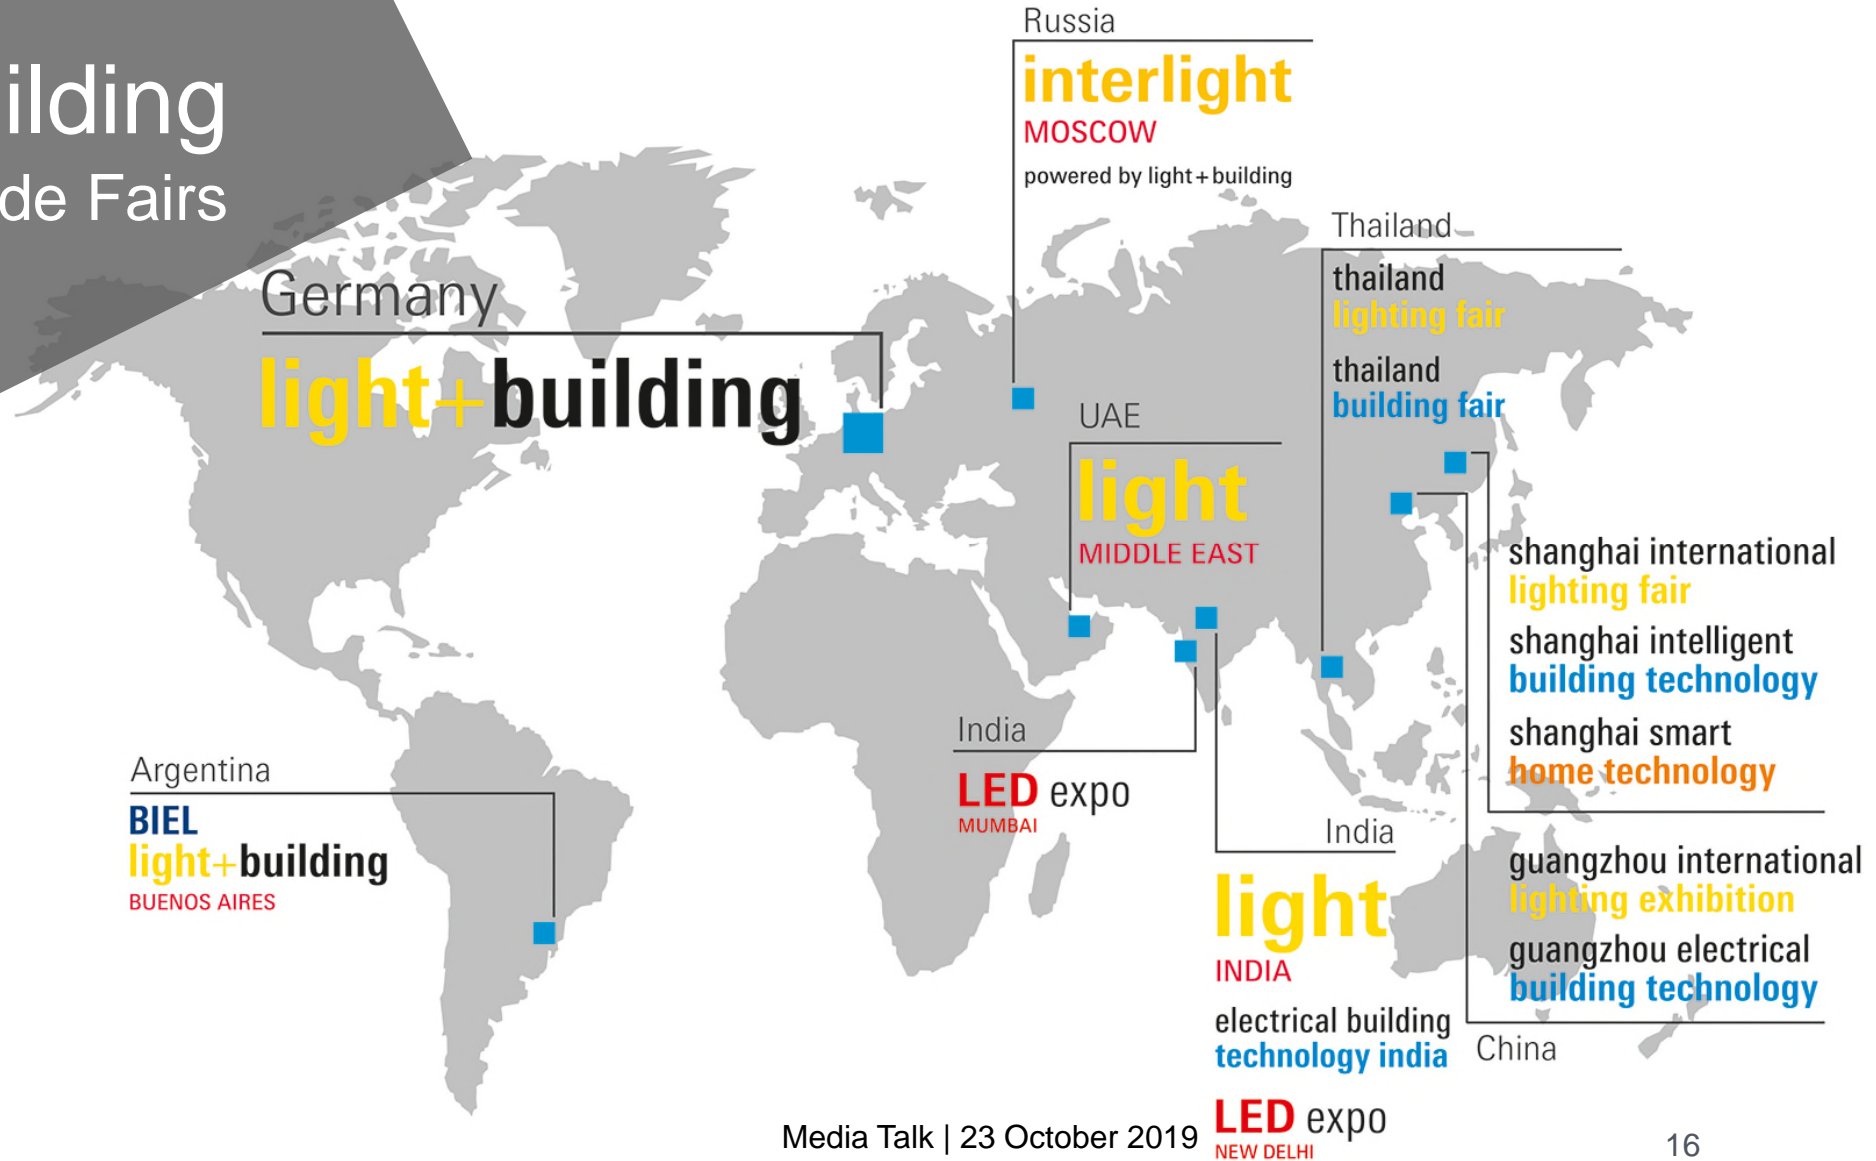 ilding
de Fairs
Russia
interlight
MOSCOW
powered by light+building
Germany
light+building
Thailand
thailand
lighting fair
thailand
building fair
UAE
light
MIDDLE EAST
shanghai international
lighting fair
shanghai intelligent
building technology
shanghai smart
home technology
India
LED expo
MUMBAI
Argentina
BIEL
light+building
BUENOS AIRES
India
light
INDIA
electrical building
technology india
LED expo
NEW DELHI
guangzhou international
lighting exhibition
guangzhou electrical
building technology
China
Media Talk | 23 October 2019
16